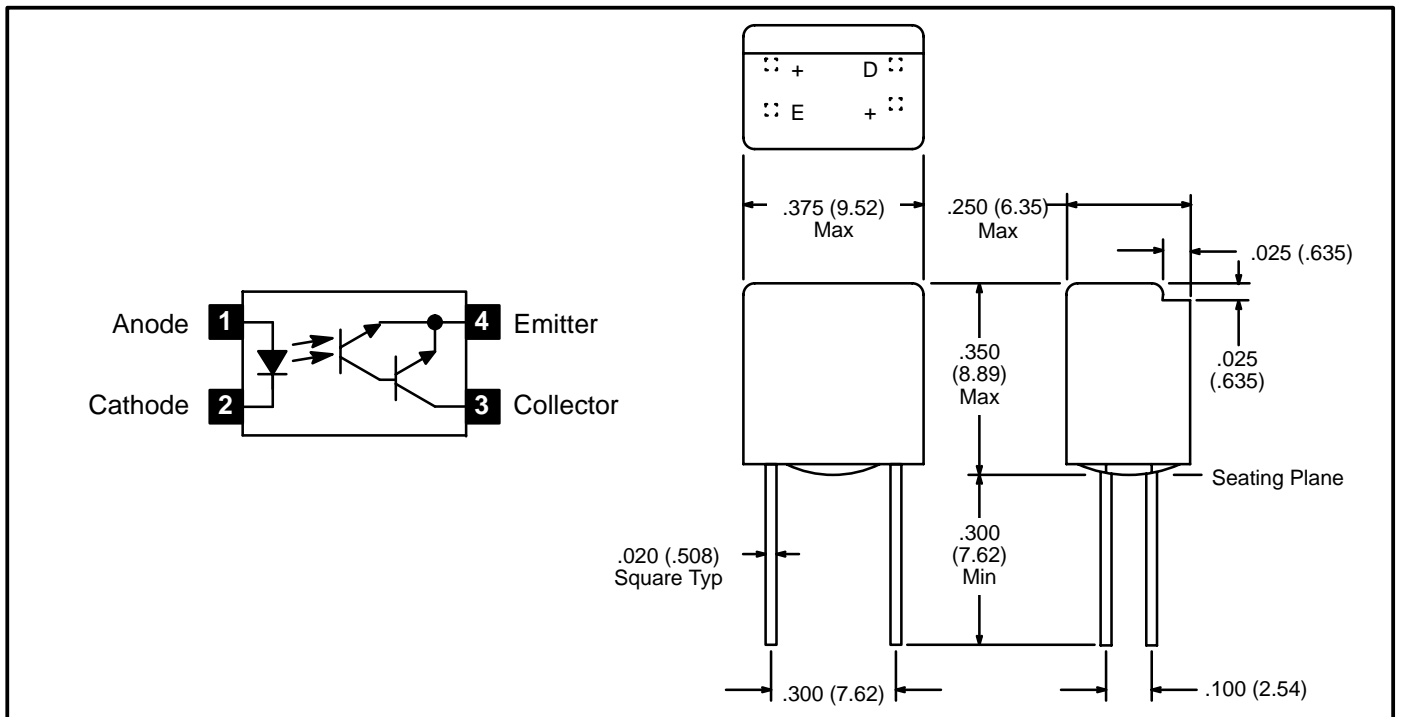 + D
E +
.375 (9.52)
Max
.250 (6.35)
Max
.025 (.635)
Anode 1 4 Emitter
Cathode 2 3 Collector
.350
(8.89)
Max
.025
(.635)
Seating Plane
.300
(7.62)
Min
.020 (.508)
Square Typ
.300 (7.62)
.100 (2.54)